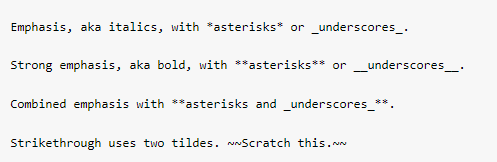 Emphasis, aka italics, with *asterisks* or _underscores_.
Strong emphasis, aka bold, with **asterisks** or __underscores__.
Combined emphasis with **asterisks and _underscores_**.
Strikethrough uses two tildes. ~~Scratch this.~~